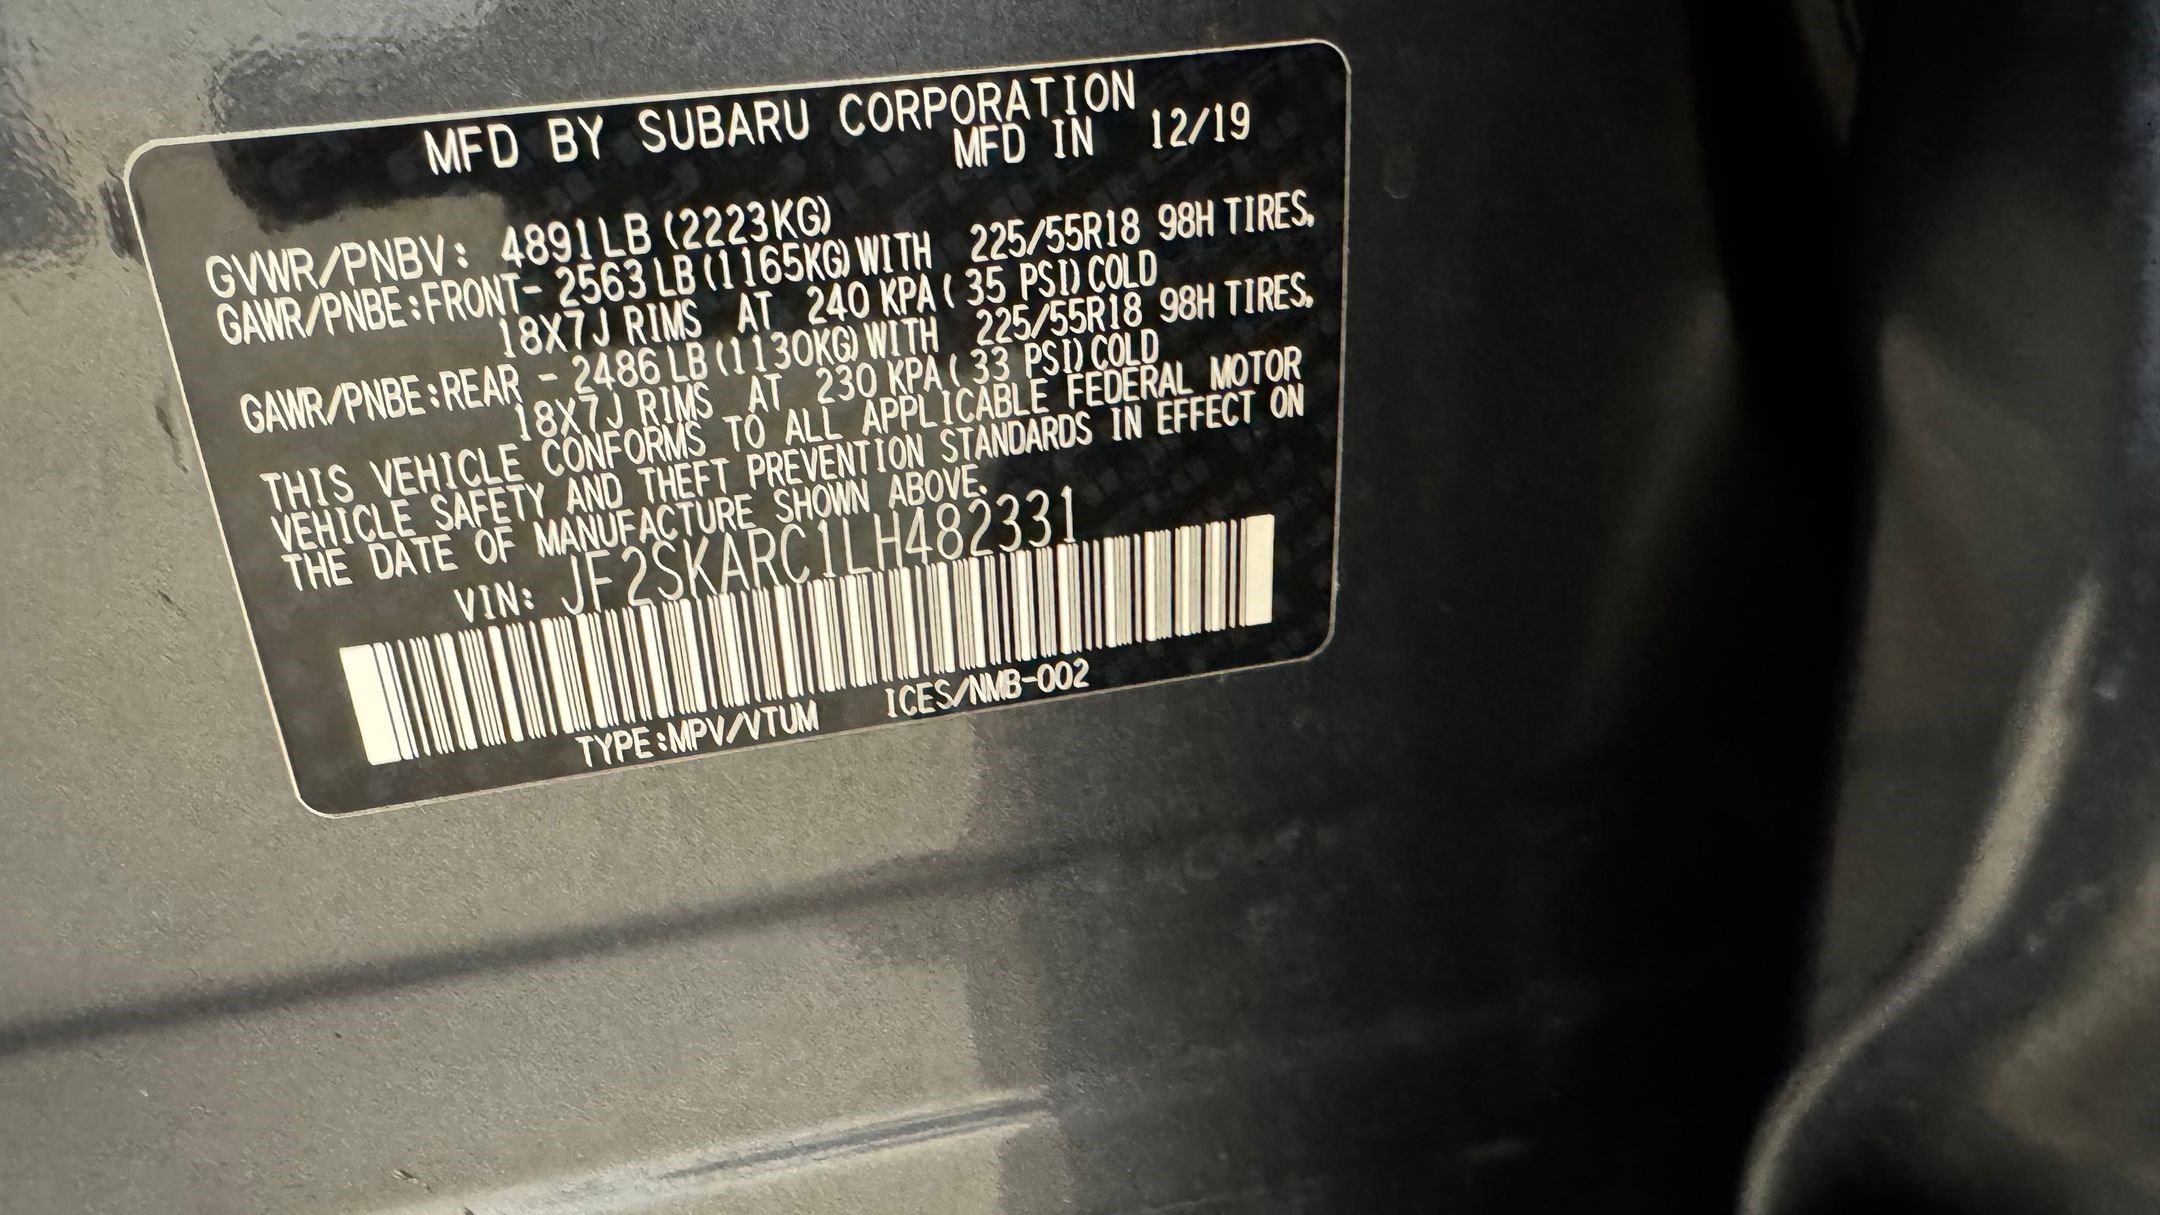 MFD BY SUBARU CORPORATION
MFD IN 12/19
GVWR/PNBV: 4891LB (2223KG)
GAWR/PNBE:FRONT- 2563 LB (1165KG) WITH 225/55R18 98H TIRES,
18X7J RIMS AT 240 KPA ( 35 PSI) COLD
GAWR/PNBE:REAR - 2486 LB (1130KG) WITH 225/55R18 98H TIRES,
18X7J RIMS AT 230 KPA ( 33 PSI) COLD
THIS VEHICLE CONFORMS TO ALL APPLICABLE FEDERAL MOTOR
VEHICLE SAFETY AND THEFT PREVENTION STANDARDS IN EFFECT ON
THE DATE OF MANUFACTURE SHOWN ABOVE.
VIN: JF2SKARC1LH482331
TYPE:MPV/VTUM ICES/NMB-002